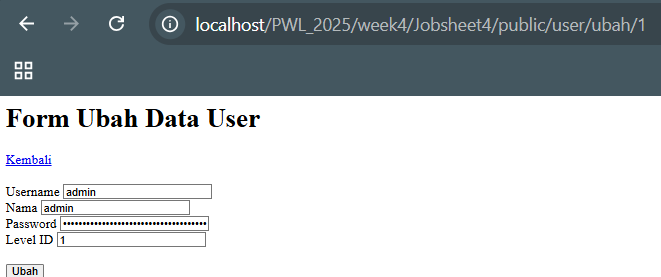 localhost/PWL_2025/week4/Jobsheet4/public/user/ubah/1
Form Ubah Data User
Kembali
Username admin
Nama admin
Password ••••••••••••••••••••••••••••••••••••
Level ID 1
Ubah